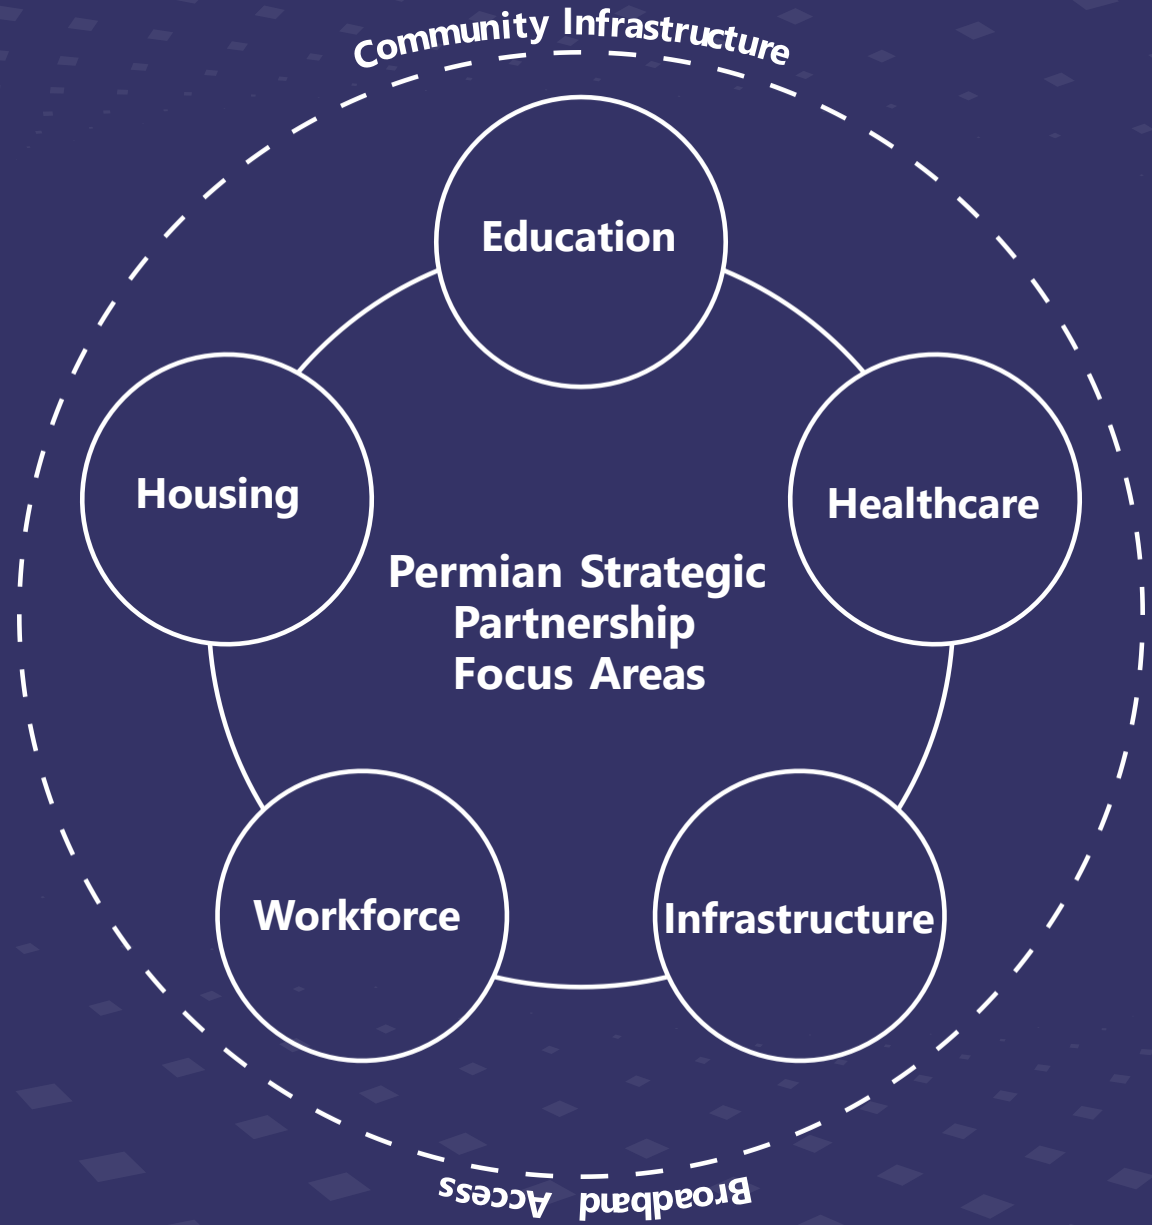 Community Infrastructure
Education
Housing
Healthcare
Permian Strategic
Partnership
Focus Areas
Workforce
Infrastructure
Broadband Access